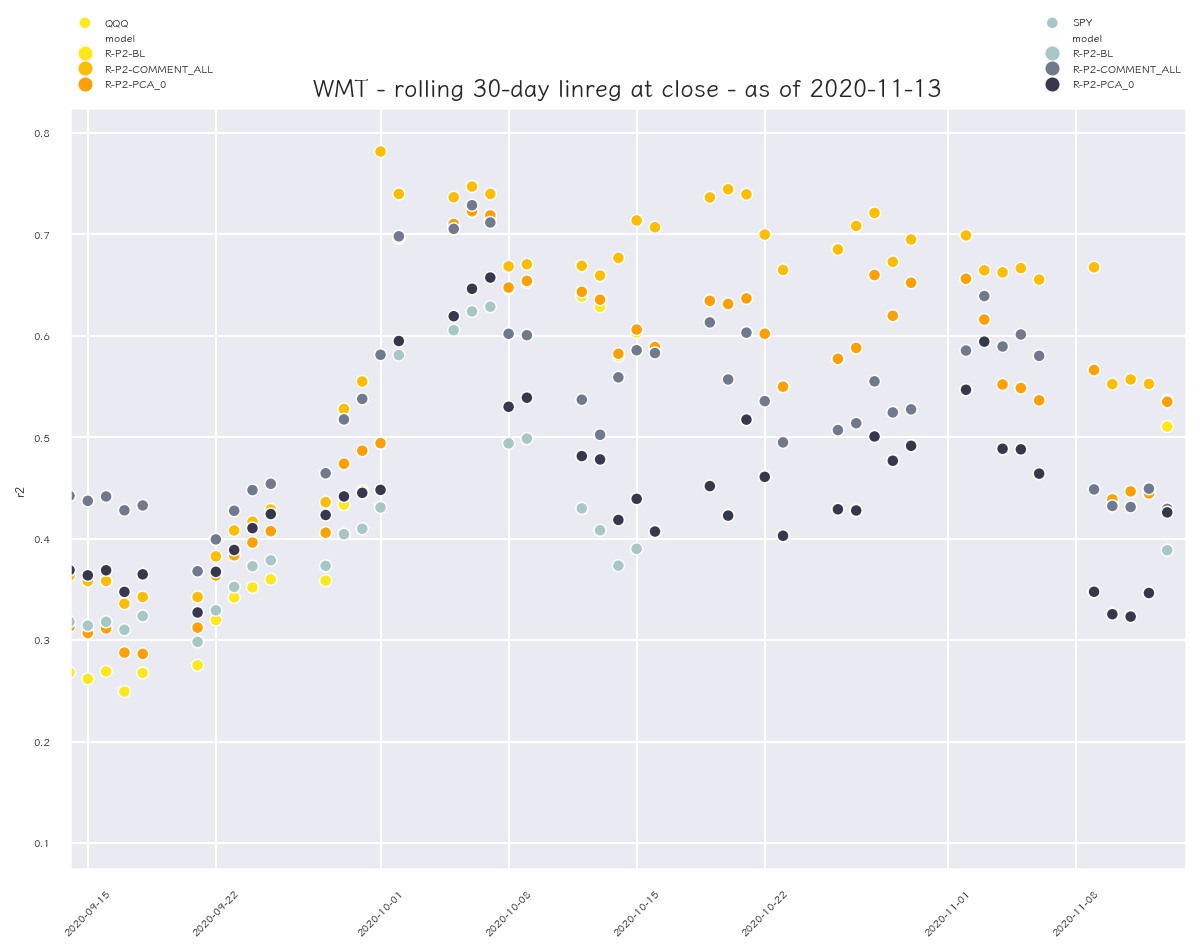 QQQ
model
R-P2-BL
R-P2-COMMENT_ALL
R-P2-PCA_0
SPY
model
R-P2-BL
R-P2-COMMENT_ALL
R-P2-PCA_0
WMT - rolling 30-day linreg at close - as of 2020-11-13
0.8
0.7
0.6
0.5
0.4
0.3
0.2
0.1
r2
2020-09-15
2020-09-22
2020-10-01
2020-10-08
2020-10-15
2020-10-22
2020-11-01
2020-11-08